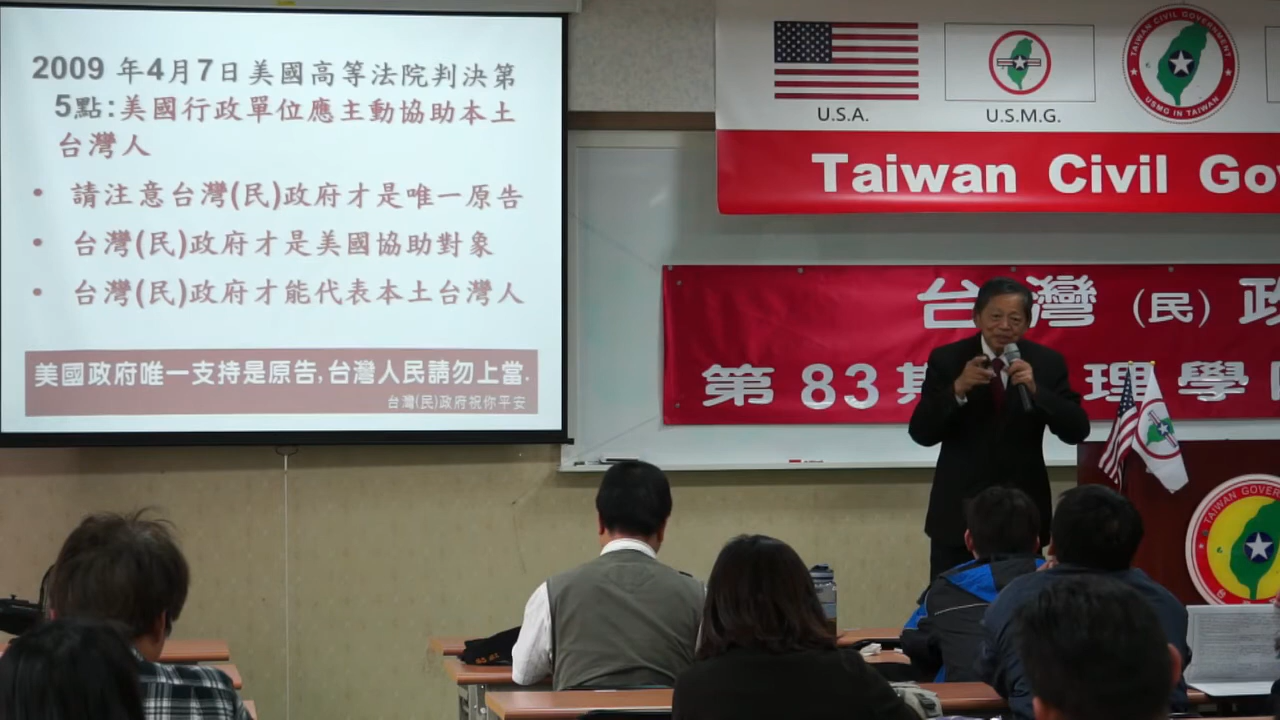 2009 年4月7日美國高等法院判決第
5點:美國行政單位應主動協助本土
台灣人
• 請注意台灣(民)政府才是唯一原告
• 台灣(民)政府才是美國協助對象
• 台灣(民)政府才能代表本土台灣人
美國政府唯一支持是原告,台灣人民請勿上當.
台灣(民)政府祝你平安
U.S.A.
U.S.M.G.
TAIWAN CIVIL GOVERNMENT
USMG IN TAIWAN
Taiwan Civil Go
台灣(民)政
第83期 理學
TAIWAN GOVER